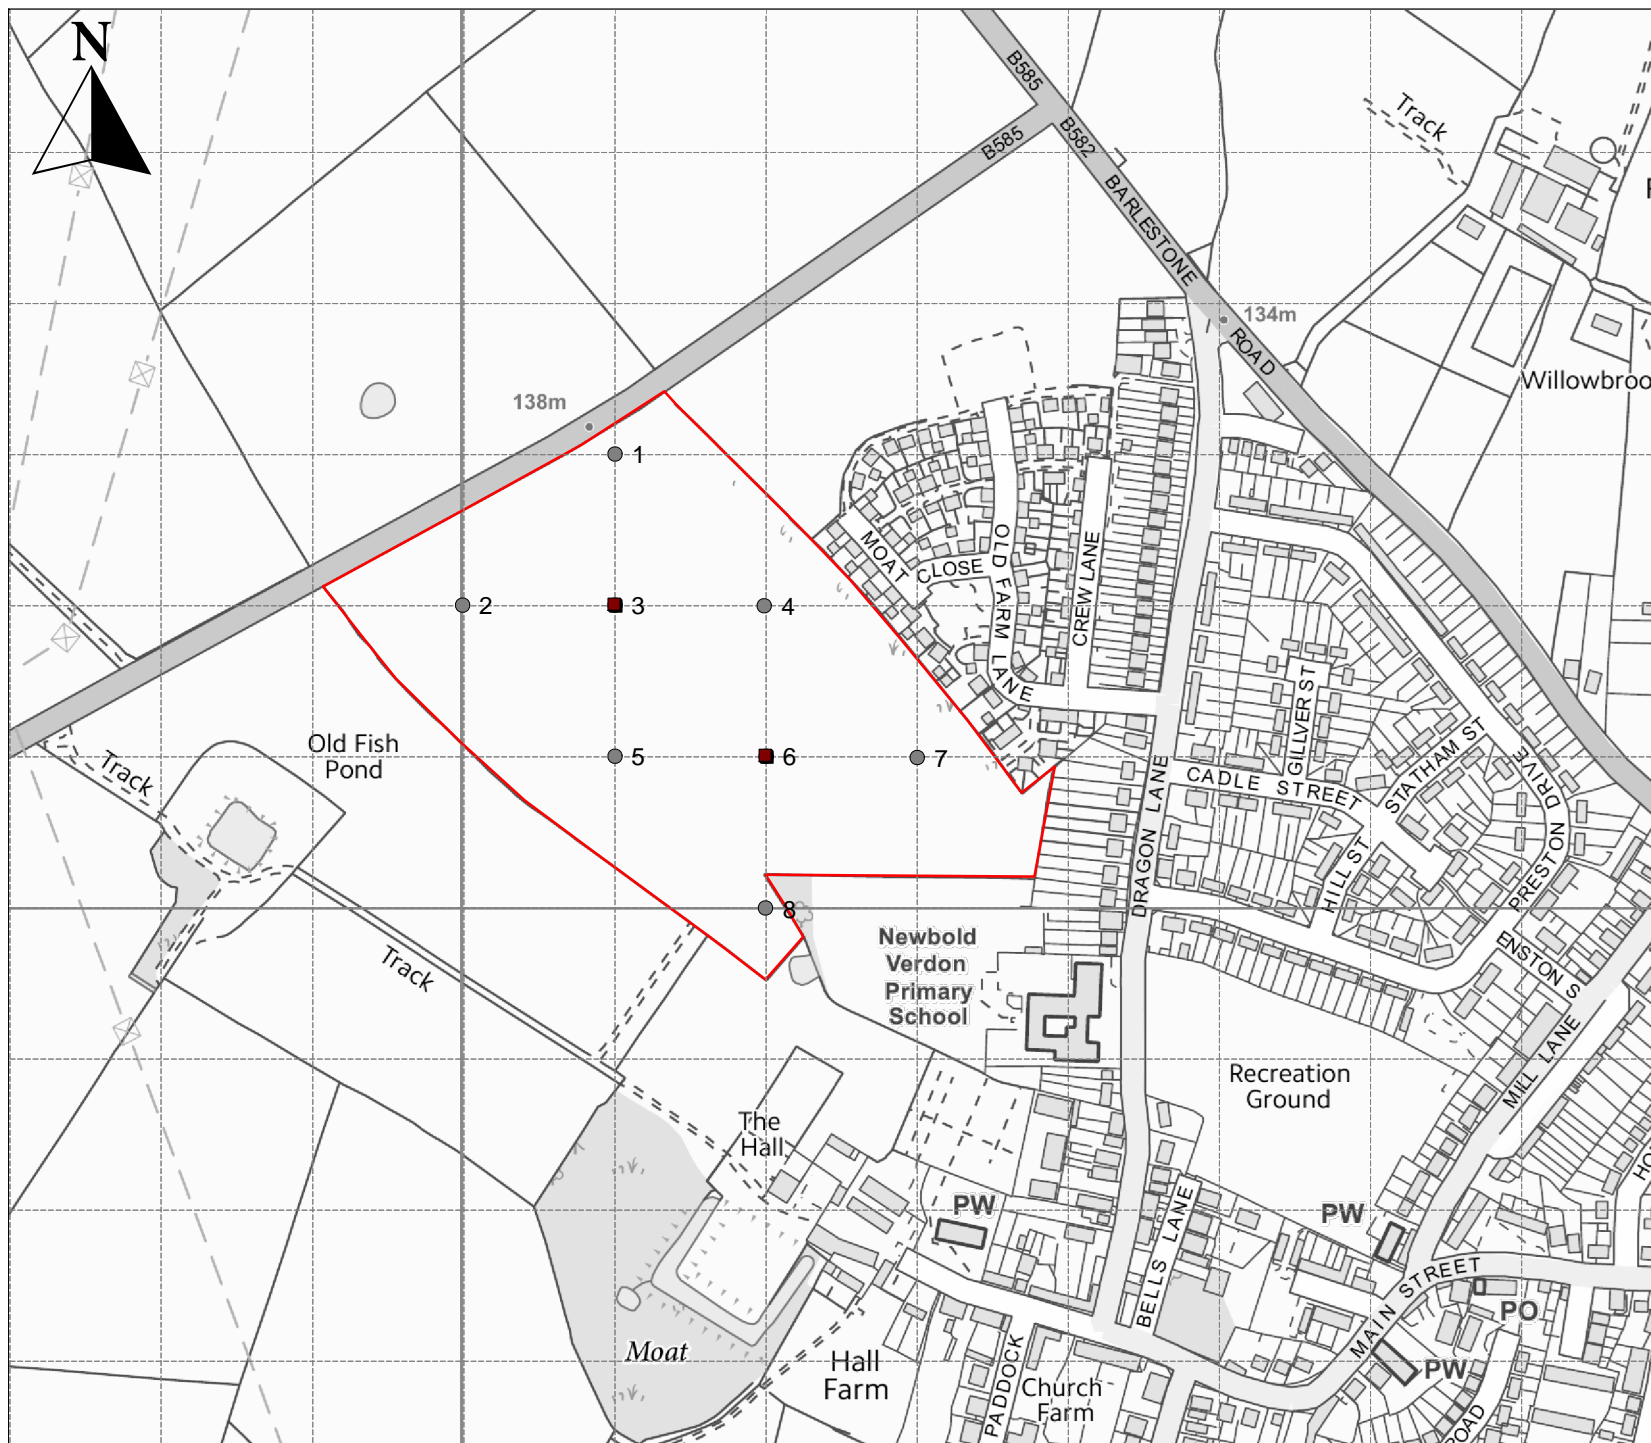 N
B585
B585
B582
BARLESTONE
ROAD
Track
134m
Willowbroo
138m
1
2
3
4
5
6
7
8
MOAT
CLOSE
OLD FARM LANE
CREW LANE
GILLVER ST
STATHAM ST
CADLE STREET
PRESTON DRIVE
HILL ST
DRAGON LANE
ENSTON S
MILL LANE
Old Fish
Pond
Track
Track
Newbold
Verdon
Primary
School
Recreation
Ground
The
Hall
PW
PW
BELLS LANE
MAIN STREET
PO
PW
Moat
Hall
Farm
PADDOCK
Church
Farm
OAD
HO